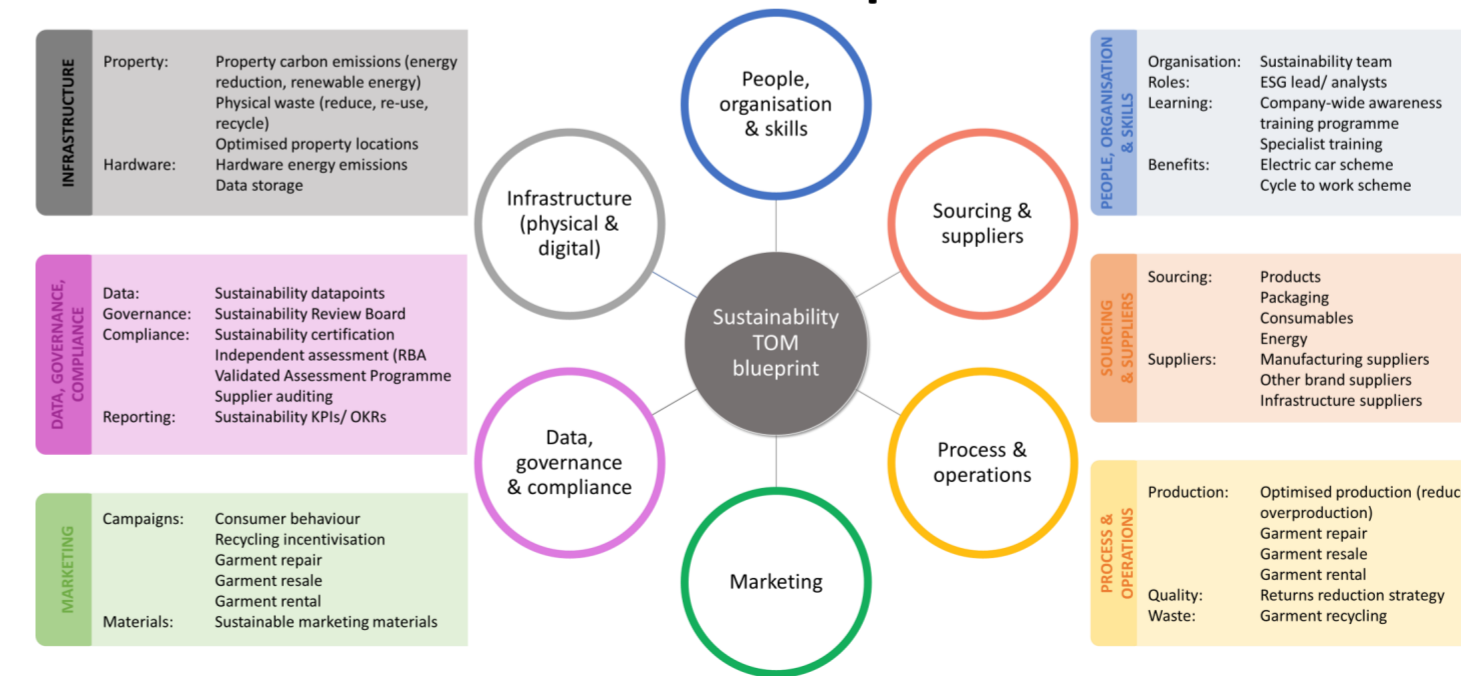 INFRASTRUCTURE
Property: Property carbon emissions (energy
reduction, renewable energy)
Physical waste (reduce, re-use,
recycle)
Optimised property locations
Hardware: Hardware energy emissions
Data storage
DATA, GOVERNANCE,
COMPLIANCE
Data: Sustainability datapoints
Governance: Sustainability Review Board
Compliance: Sustainability certification
Independent assessment (RBA
Validated Assessment Programme
Supplier auditing
Reporting: Sustainability KPIs/ OKRs
MARKETING
Campaigns: Consumer behaviour
Recycling incentivisation
Garment repair
Garment resale
Garment rental
Materials: Sustainable marketing materials
People,
organisation
& skills
Infrastructure
(physical &
digital)
Sourcing &
suppliers
Sustainability
TOM
blueprint
Data,
governance
& compliance
Process &
operations
Marketing
PEOPLE, ORGANISATION
& SKILLS
Organisation: Sustainability team
Roles: ESG lead/ analysts
Learning: Company-wide awareness
training programme
Specialist training
Benefits: Electric car scheme
Cycle to work scheme
SOURCING
& SUPPLIERS
Sourcing: Products
Packaging
Consumables
Energy
Suppliers: Manufacturing suppliers
Other brand suppliers
Infrastructure suppliers
PROCESS &
OPERATIONS
Production: Optimised production (reduc
overproduction)
Garment repair
Garment resale
Garment rental
Quality: Returns reduction strategy
Waste: Garment recycling